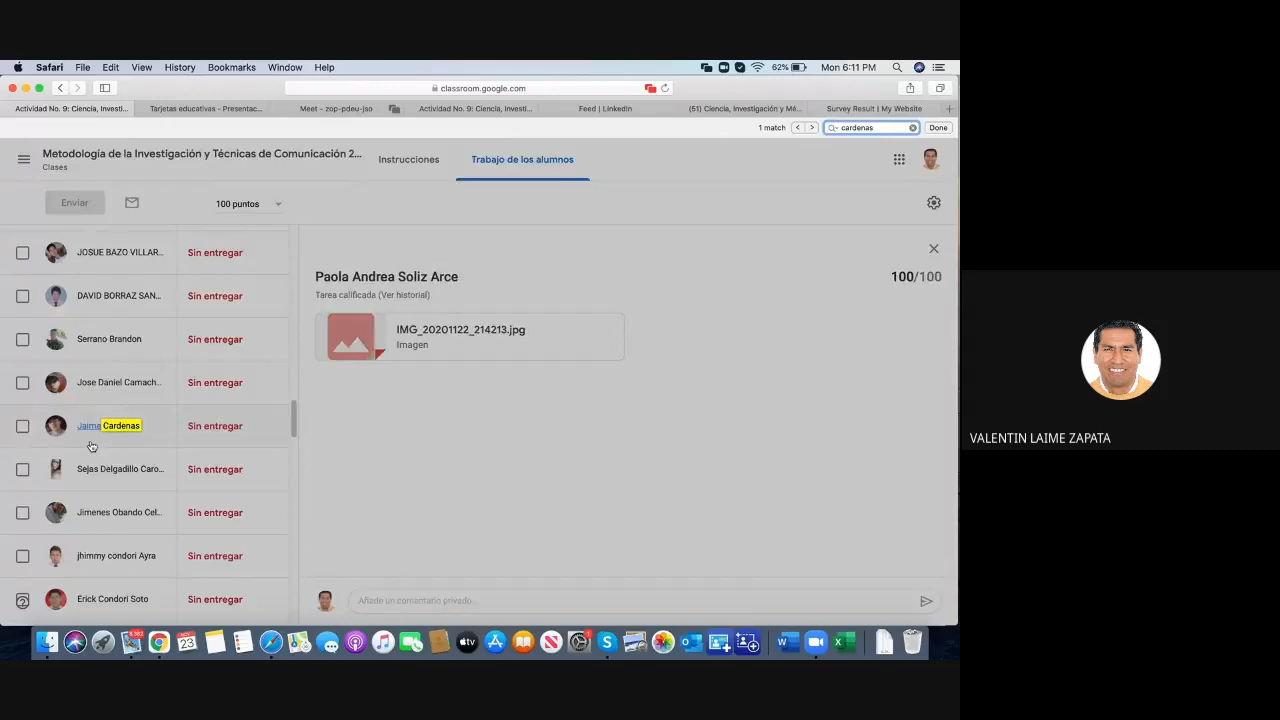 Safari File Edit View History Bookmarks Window Help 62% Mon 6:11 PM
classroom.google.com
Actividad No. 9: Ciencia, Investi... Tarjetas educativas - Presentac... Meet - zop-pdeu-jso Actividad No. 9: Ciencia, Investi... Feed | LinkedIn (51) Ciencia, Investigación y Mé... Survey Result | My Website
1 match cardenas Done
Metodología de la Investigación y Técnicas de Comunicación 2...
Clases
Instrucciones Trabajo de los alumnos
Enviar 100 puntos
JOSUE BAZO VILLAR... Sin entregar
DAVID BORRAZ SAN... Sin entregar
Serrano Brandon Sin entregar
Jose Daniel Camach... Sin entregar
Jaime Cardenas Sin entregar
Sejas Delgadillo Caro... Sin entregar
Jimenes Obando Cel... Sin entregar
jhimmy condori Ayra Sin entregar
Erick Condori Soto Sin entregar
Paola Andrea Soliz Arce 100/100
Tarea calificada (Ver historial)
IMG_20201122_214213.jpg
Imagen
Añade un comentario privado...
VALENTIN LAIME ZAPATA